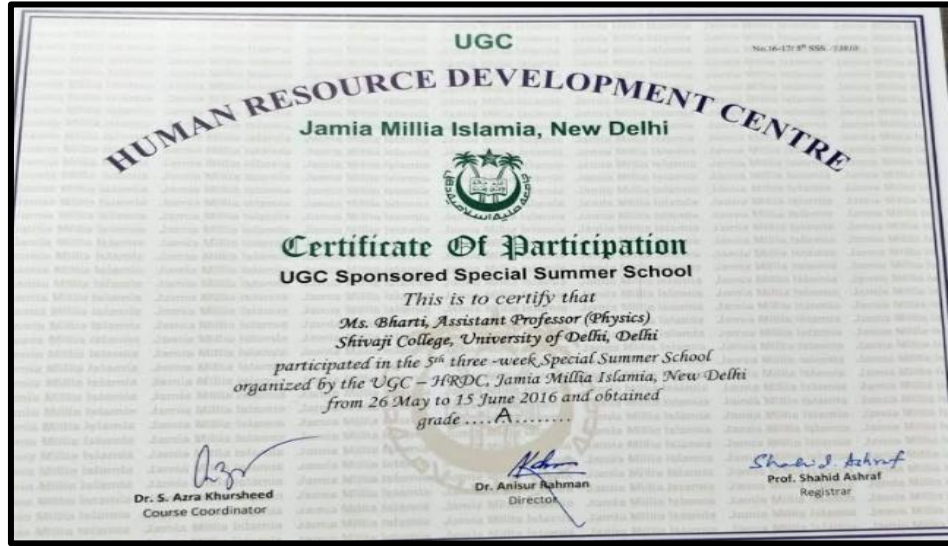 UGC
HUMAN RESOURCE DEVELOPMENT CENTRE
Jamia Millia Islamia, New Delhi
Certificate Of Participation
UGC Sponsored Special Summer School
This is to certify that
Ms. Bharti, Assistant Professor (Physics)
Shivaji College, University of Delhi, Delhi
participated in the 5th three -week Special Summer School
organized by the UGC – HRDC, Jamia Millia Islamia, New Delhi
from 26 May to 15 June 2016 and obtained
grade ....A.........
Dr. S. Azra Khursheed
Course Coordinator
Dr. Anisur Rahman
Director
Shahid Ashraf
Prof. Shahid Ashraf
Registrar